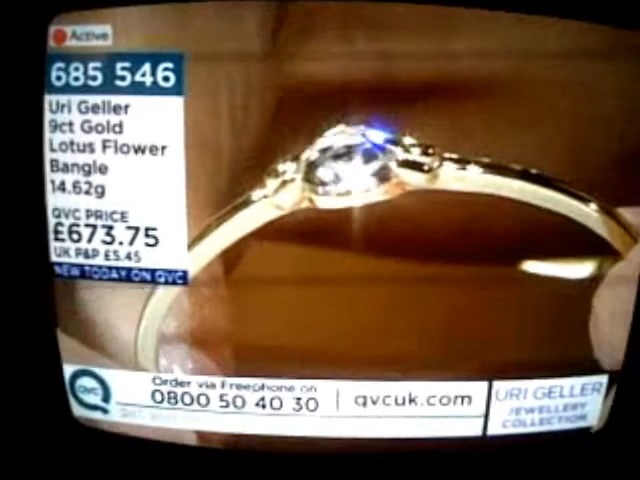 Active
685 546
Uri Geller
9ct Gold
Lotus Flower
Bangle
14.62g
QVC PRICE
£673.75
UK P&P £5.45
NEW TODAY ON QVC
QVC
Order via Freephone on
0800 50 40 30 | qvcuk.com
URI GELLER
JEWELLERY
COLLECTION